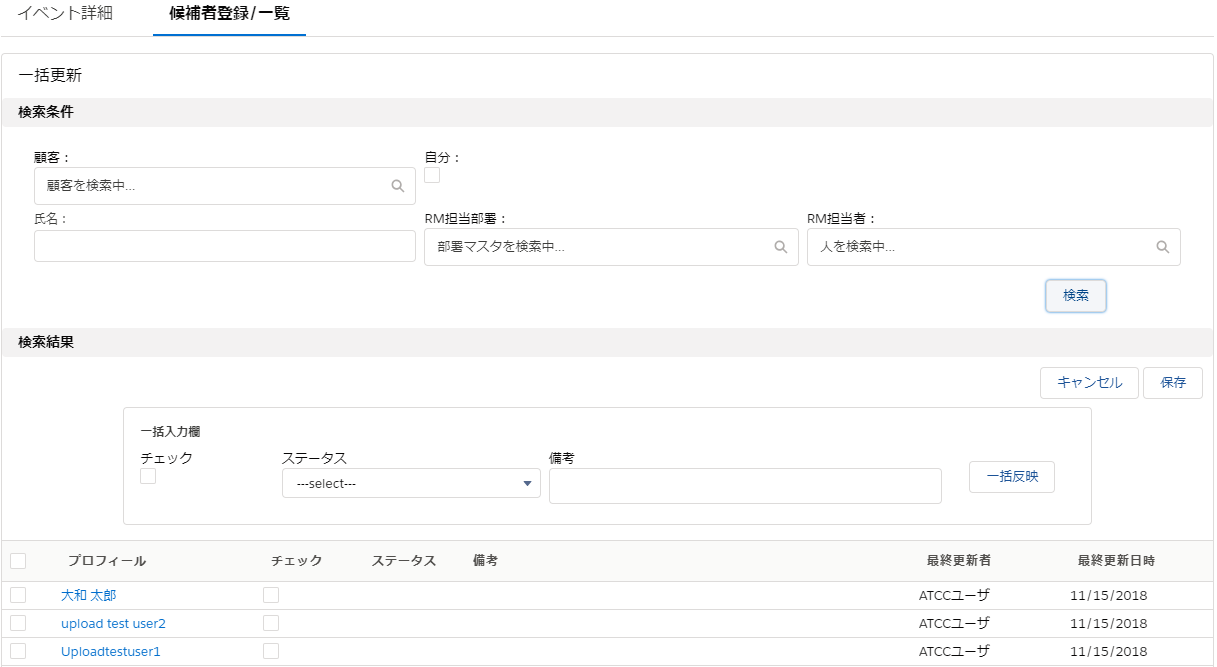 イベント詳細 候補者登録/一覧
一括更新
検索条件
顧客： 自分：
顧客を検索中...
氏名： RM担当部署： RM担当者：
部署マスタを検索中... 人を検索中...
検索
検索結果
キャンセル 保存
一括入力欄
チェック ステータス 備考
---select--- 一括反映
プロフィール チェック ステータス 備考 最終更新者 最終更新日時
大和 太郎 ATCCユーザ 11/15/2018
upload test user2 ATCCユーザ 11/15/2018
Uploadtestuser1 ATCCユーザ 11/15/2018